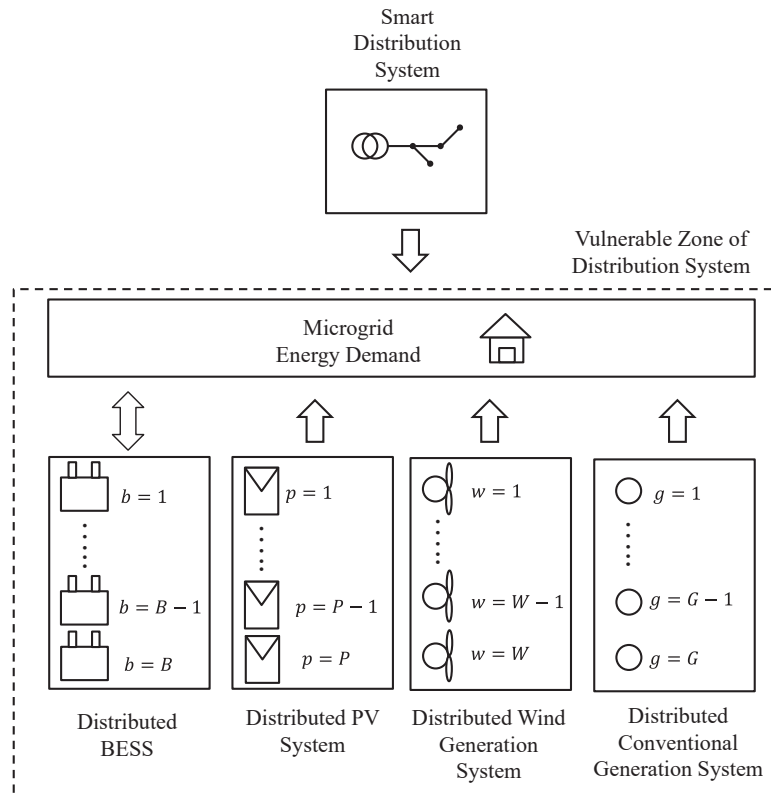 Smart
Distribution
System
Vulnerable Zone of
Distribution System
Microgrid
Energy Demand
b = 1
b = B − 1
b = B
p = 1
p = P − 1
p = P
w = 1
w = W − 1
w = W
g = 1
g = G − 1
g = G
Distributed
BESS
Distributed PV
System
Distributed Wind
Generation
System
Distributed
Conventional
Generation System